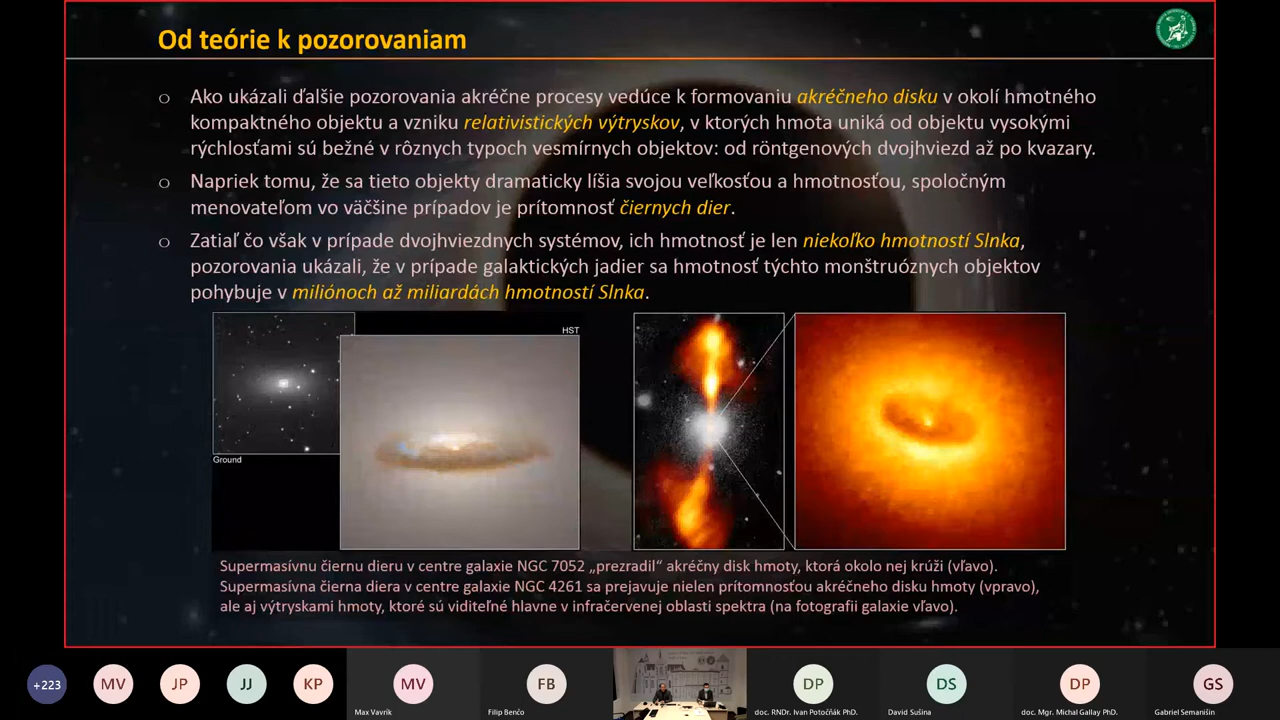 Od teórie k pozorovaniam
o Ako ukázali ďalšie pozorovania akréčne procesy vedúce k formovaniu akréčneho disku v okolí hmotného
kompaktného objektu a vzniku relativistických výtryskov, v ktorých hmota uniká od objektu vysokými
rýchlosťami sú bežné v rôznych typoch vesmírnych objektov: od röntgenových dvojhviezd až po kvazary.
o Napriek tomu, že sa tieto objekty dramaticky líšia svojou veľkosťou a hmotnosťou, spoločným
menovateľom vo väčšine prípadov je prítomnosť čiernych dier.
o Zatiaľ čo však v prípade dvojhviezdnych systémov, ich hmotnosť je len niekoľko hmotností Slnka,
pozorovania ukázali, že v prípade galaktických jadier sa hmotnosť týchto monštruóznych objektov
pohybuje v miliónoch až miliardách hmotností Slnka.
HST
Ground
Supermasívnu čiernu dieru v centre galaxie NGC 7052 „prezradil“ akréčny disk hmoty, ktorá okolo nej krúži (vľavo).
Supermasívna čierna diera v centre galaxie NGC 4261 sa prejavuje nielen prítomnosťou akréčneho disku hmoty (vpravo),
ale aj výtryskami hmoty, ktoré sú viditeľné hlavne v infračervenej oblasti spektra (na fotografii galaxie vľavo).
+223 MV JP JJ KP MV FB DP DS DP GS
Max Vavrík Filip Benčo doc. RNDr. Ivan Potočňák PhD. David Sušina doc. Mgr. Michal Gallay PhD. Gabriel Semanišin